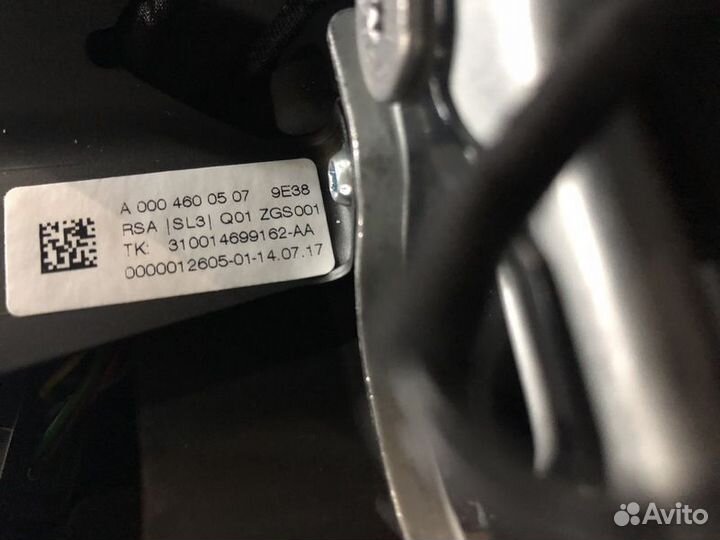 A 000 460 05 07 9E38
RSA |SL3| Q01 ZGS001
TK: 310014699162-AA
0000012605-01-14.07.17
Avito